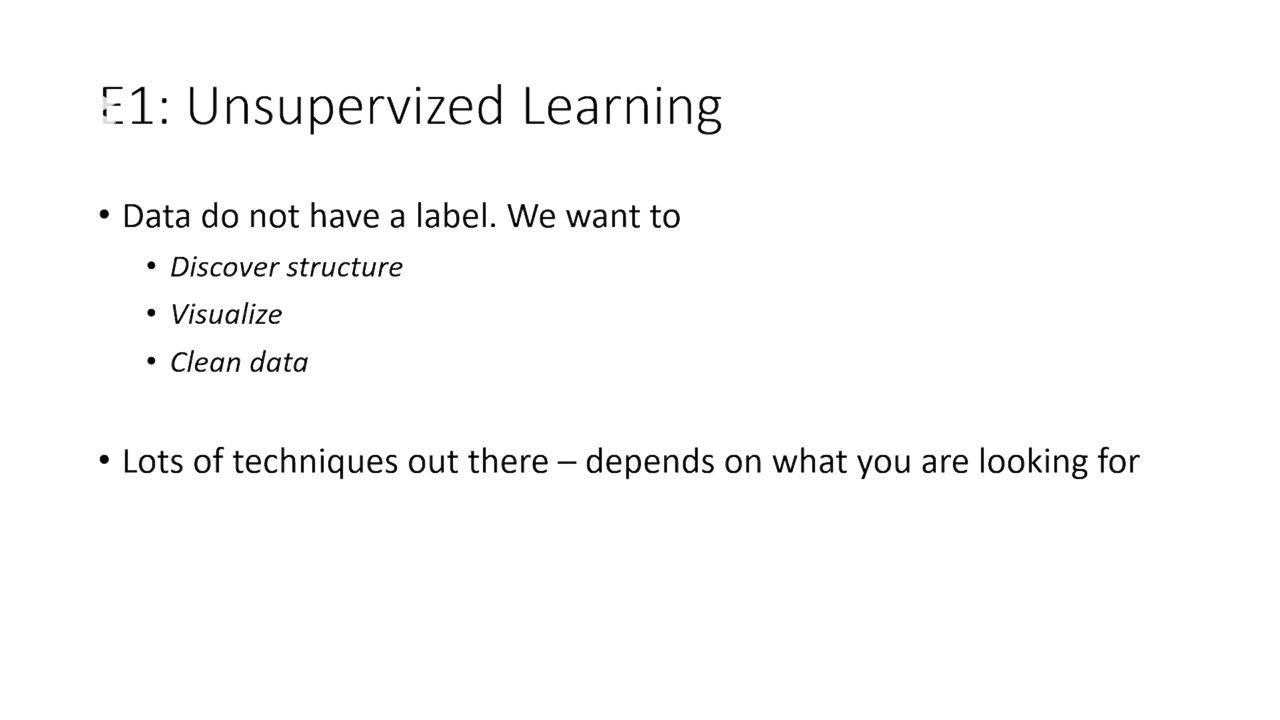 E1: Unsupervized Learning
• Data do not have a label. We want to
• Discover structure
• Visualize
• Clean data
• Lots of techniques out there – depends on what you are looking for